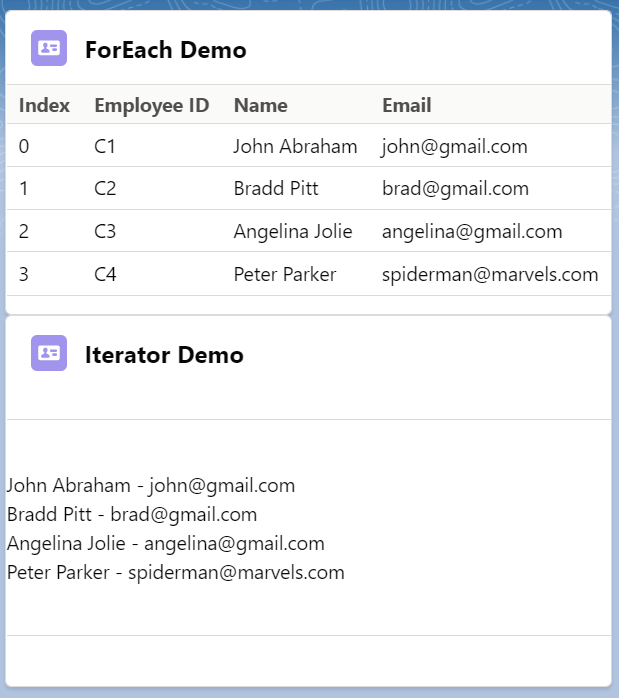 ForEach Demo
Index Employee ID Name Email
0 C1 John Abraham john@gmail.com
1 C2 Bradd Pitt brad@gmail.com
2 C3 Angelina Jolie angelina@gmail.com
3 C4 Peter Parker spiderman@marvels.com
Iterator Demo
John Abraham - john@gmail.com
Bradd Pitt - brad@gmail.com
Angelina Jolie - angelina@gmail.com
Peter Parker - spiderman@marvels.com